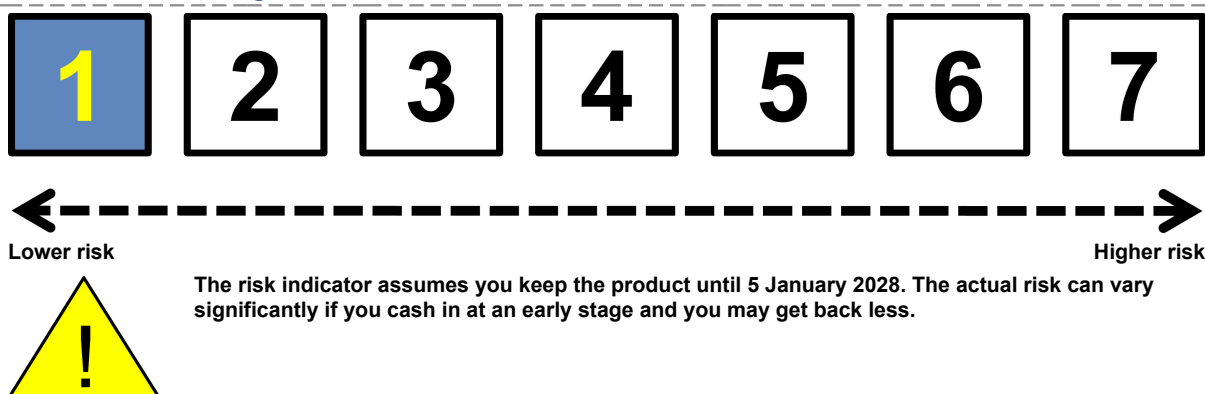 1 2 3 4 5 6 7
Lower risk Higher risk
The risk indicator assumes you keep the product until 5 January 2028. The actual risk can vary
significantly if you cash in at an early stage and you may get back less.
!